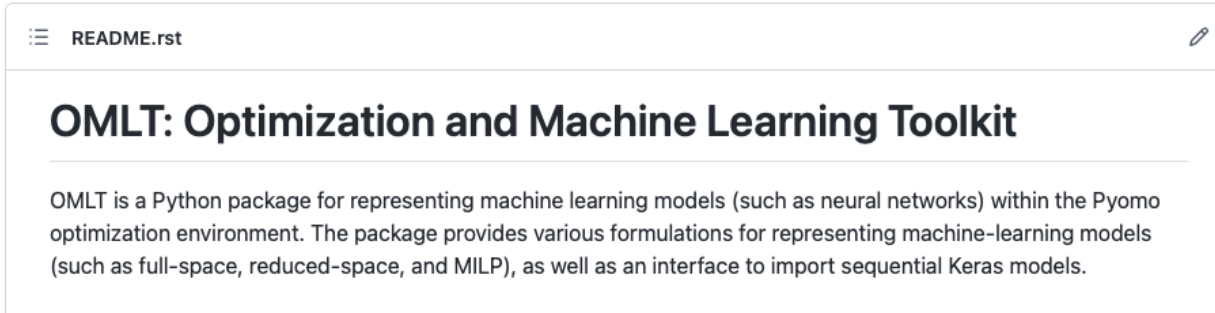 README.rst
OMLT: Optimization and Machine Learning Toolkit
OMLT is a Python package for representing machine learning models (such as neural networks) within the Pyomo
optimization environment. The package provides various formulations for representing machine-learning models
(such as full-space, reduced-space, and MILP), as well as an interface to import sequential Keras models.